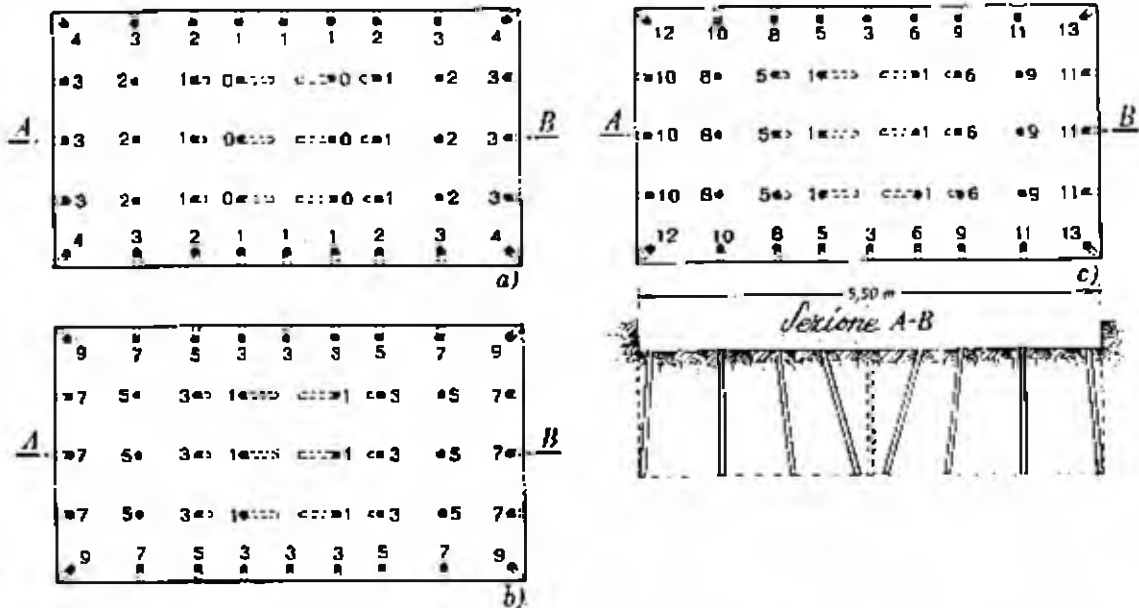 4 3 2 1 1 1 2 3 4
3 2 1 0 0 1 2 3
A 3 2 1 0 0 1 2 3 B
3 2 1 0 0 1 2 3
4 3 2 1 1 1 2 3 4
a)
12 10 8 5 3 6 9 11 13
10 8 5 1 1 6 9 11
A 10 8 5 1 1 6 9 11 B
10 8 5 1 1 6 9 11
12 10 8 5 3 6 9 11 13
c)
5,50 m
Sezione A-B
9 7 5 3 3 3 5 7 9
7 5 3 1 1 3 5 7
A 7 5 3 1 1 3 5 7 B
7 5 3 1 1 3 5 7
9 7 5 3 3 3 5 7 9
b)